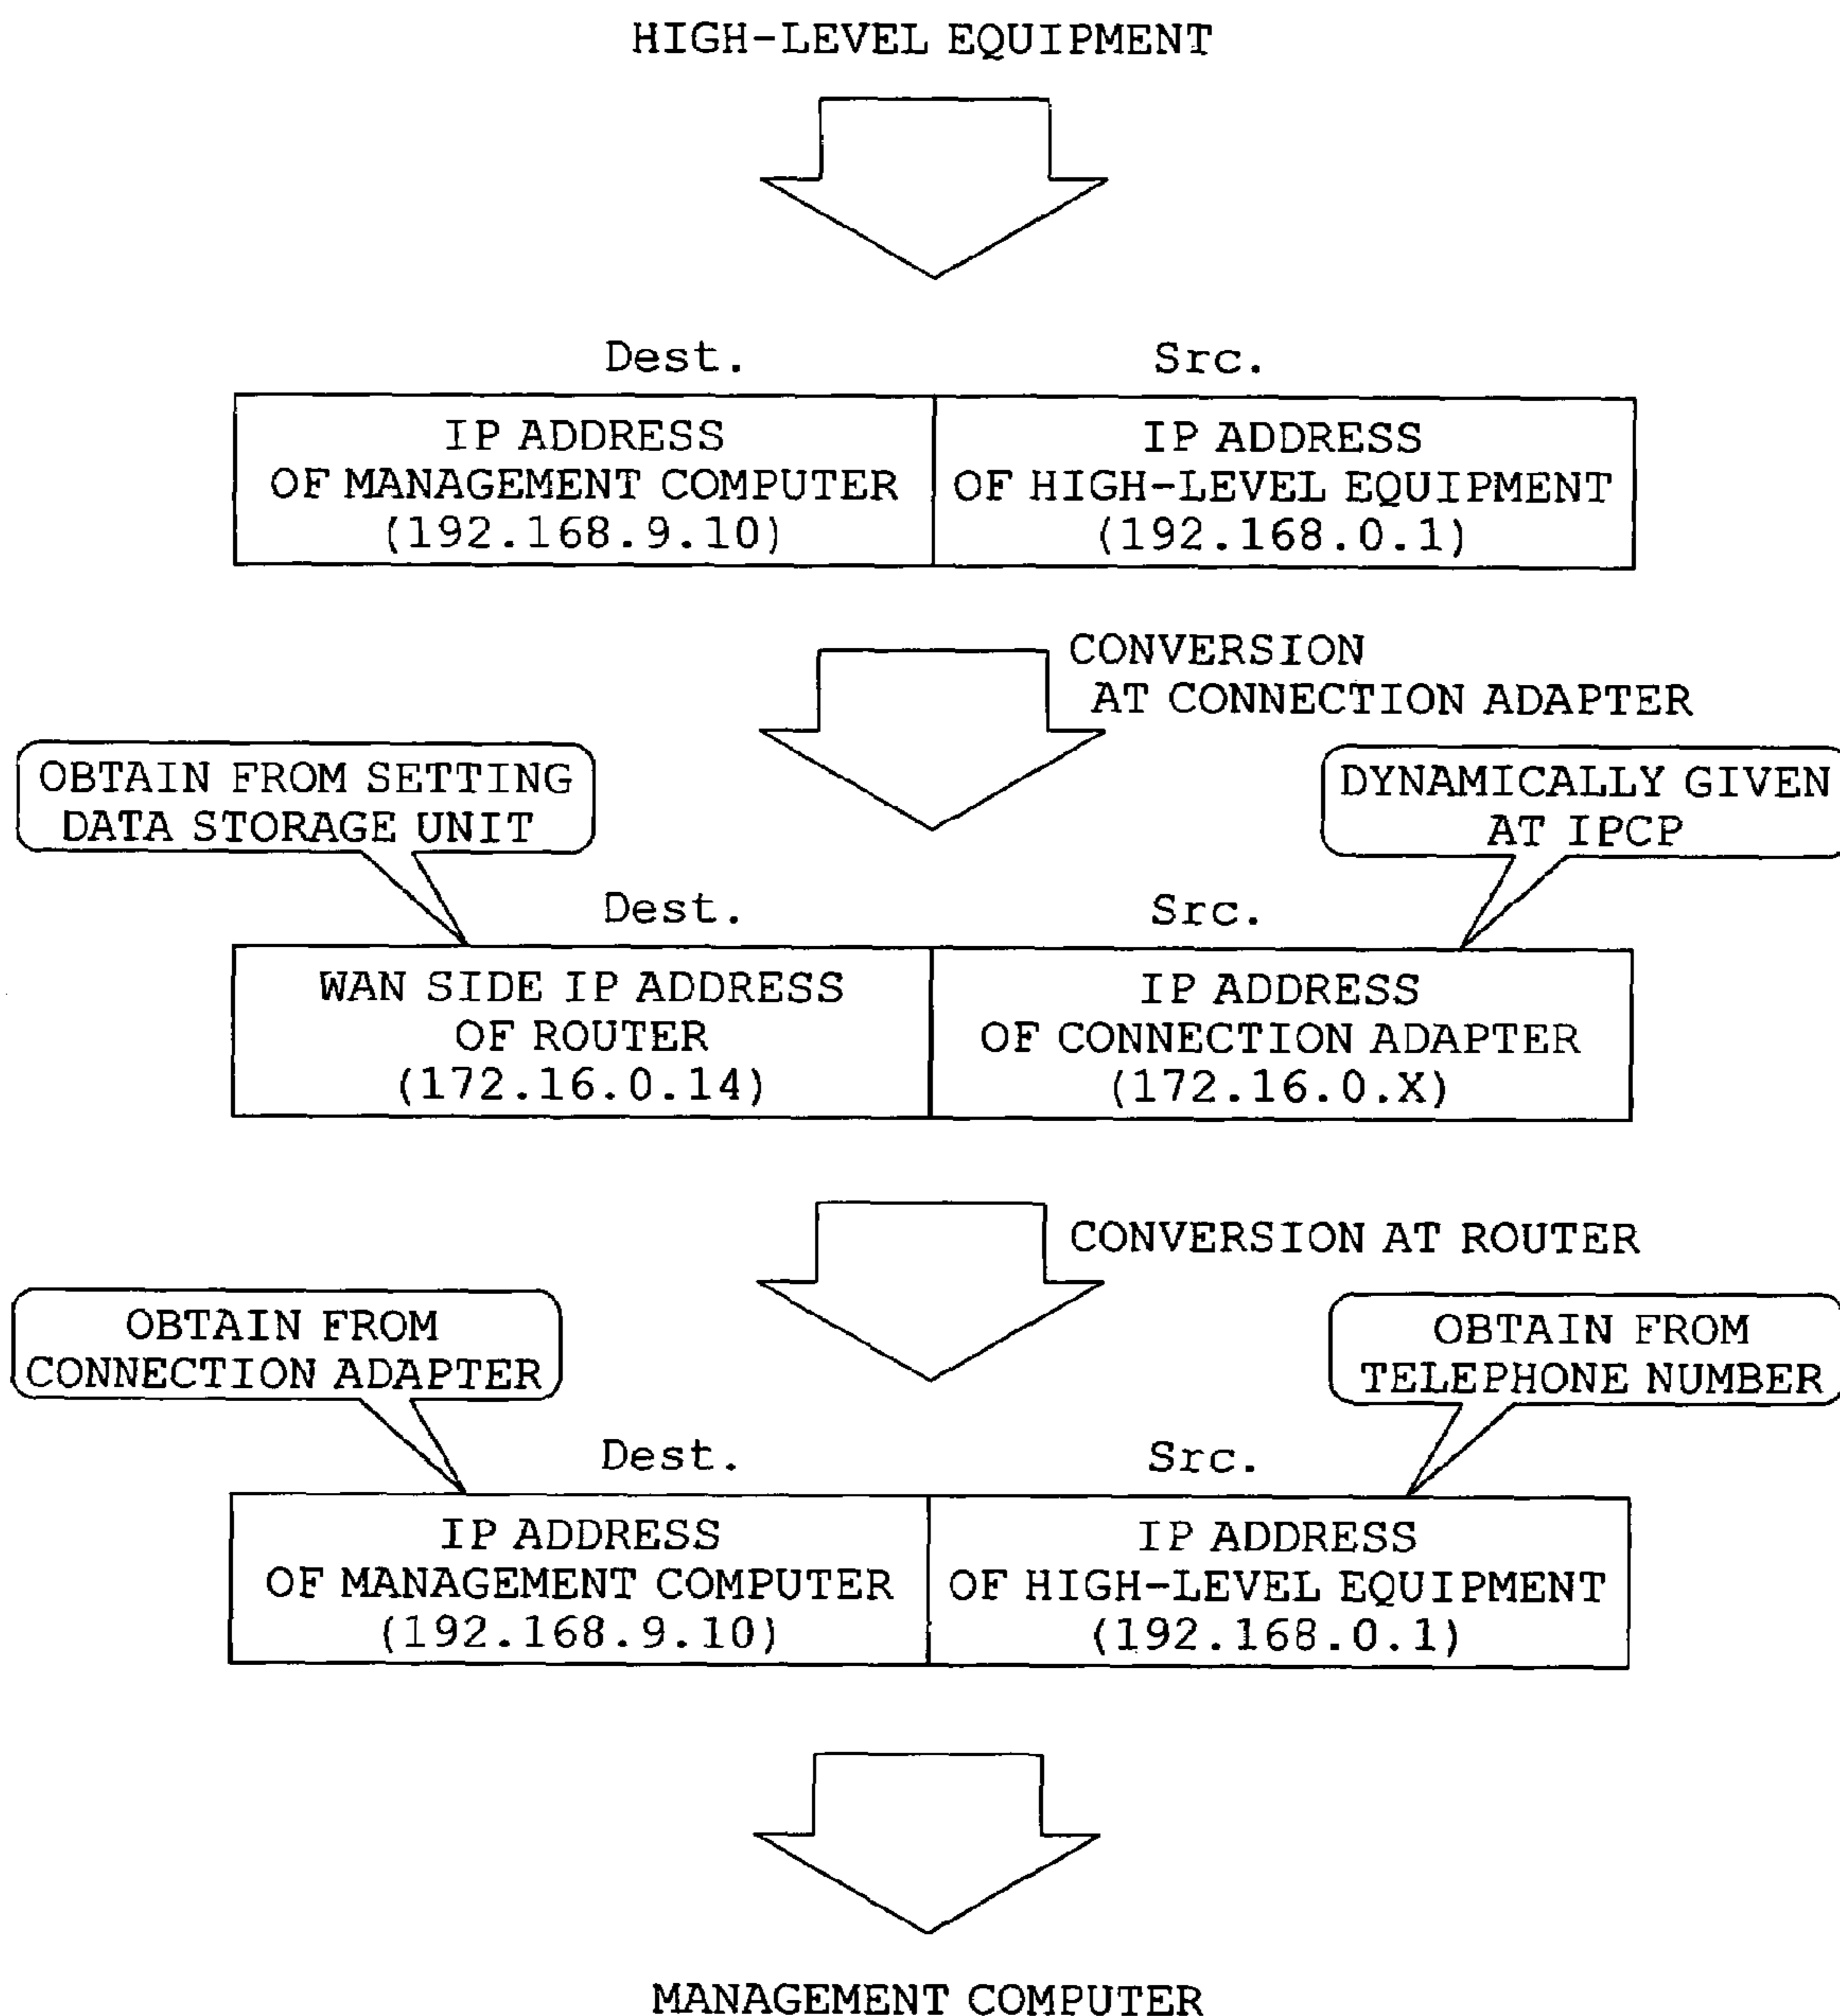 HIGH-LEVEL EQUIPMENT
Dest.
Src.
IP ADDRESS
OF MANAGEMENT COMPUTER
(192.168.9.10)
IP ADDRESS
OF HIGH-LEVEL EQUIPMENT
(192.168.0.1)
CONVERSION
AT CONNECTION ADAPTER
OBTAIN FROM SETTING
DATA STORAGE UNIT
DYNAMICALLY GIVEN
AT IPCP
Dest.
Src.
WAN SIDE IP ADDRESS
OF ROUTER
(172.16.0.14)
IP ADDRESS
OF CONNECTION ADAPTER
(172.16.0.X)
CONVERSION AT ROUTER
OBTAIN FROM
CONNECTION ADAPTER
OBTAIN FROM
TELEPHONE NUMBER
Dest.
Src.
IP ADDRESS
OF MANAGEMENT COMPUTER
(192.168.9.10)
IP ADDRESS
OF HIGH-LEVEL EQUIPMENT
(192.168.0.1)
MANAGEMENT COMPUTER